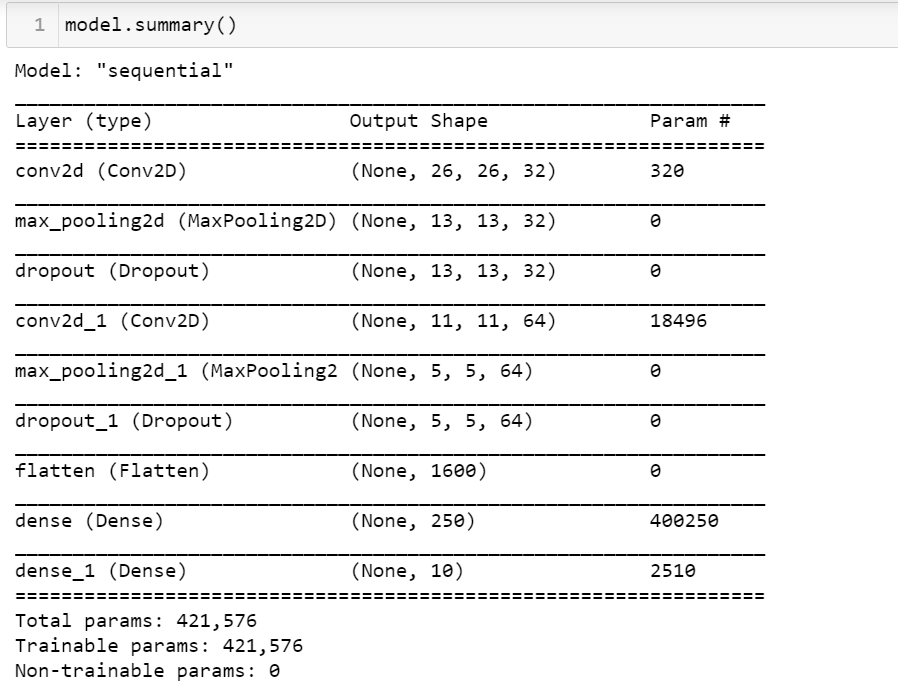 1 model.summary()
Model: "sequential"
_________________________________________________________________
Layer (type)                 Output Shape              Param #
=================================================================
conv2d (Conv2D)              (None, 26, 26, 32)        320
_________________________________________________________________
max_pooling2d (MaxPooling2D) (None, 13, 13, 32)        0
_________________________________________________________________
dropout (Dropout)            (None, 13, 13, 32)        0
_________________________________________________________________
conv2d_1 (Conv2D)            (None, 11, 11, 64)        18496
_________________________________________________________________
max_pooling2d_1 (MaxPooling2 (None, 5, 5, 64)          0
_________________________________________________________________
dropout_1 (Dropout)          (None, 5, 5, 64)          0
_________________________________________________________________
flatten (Flatten)            (None, 1600)              0
_________________________________________________________________
dense (Dense)                (None, 250)               400250
_________________________________________________________________
dense_1 (Dense)              (None, 10)                2510
=================================================================
Total params: 421,576
Trainable params: 421,576
Non-trainable params: 0